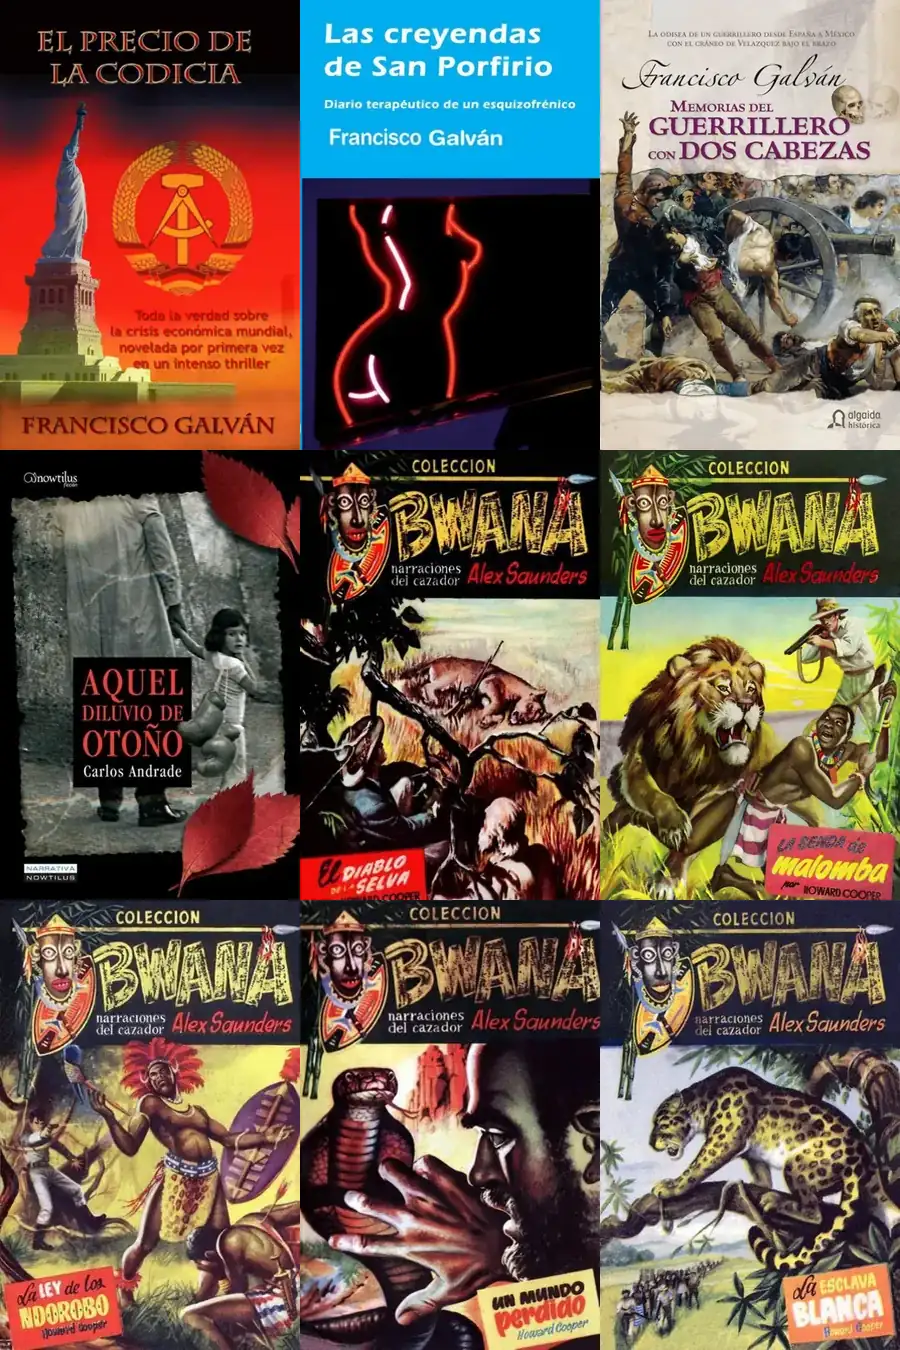 EL PRECIO DE
LA CODICIA
Toda la verdad sobre
la crisis económica mundial,
novelada por primera vez
en un intenso thriller
FRANCISCO GALVÁN
Las creyendas
de San Porfirio
Diario terapéutico de un esquizofrénico
Francisco Galván
LA ODISEA DE UN GUERRILLERO DESDE ESPAÑA A MÉXICO
CON EL CRÁNEO DE VELAZQUEZ BAJO EL BRAZO
Francisco Galván
MEMORIAS DEL
GUERRILLERO
CON DOS CABEZAS
algaida
histórica
nowtilus
ficción
AQUEL
DILUVIO DE
OTOÑO
Carlos Andrade
NARRATIVA
NOWTILUS
COLECCION
BWANA
narraciones
del cazador Alex Saunders
El DIABLO
DE LA SELVA
HOWARD COOPER
COLECCION
BWANA
narraciones
del cazador Alex Saunders
LA SENDA de
malomba
por HOWARD COOPER
COLECCION
BWANA
narraciones
del cazador Alex Saunders
La LEY de los
NDOROBO
Howard Cooper
COLECCION
BWANA
narraciones
del cazador Alex Saunders
UN MUNDO
perdido
Howard Cooper
COLECCION
BWANA
narraciones
del cazador Alex Saunders
La ESCLAVA
BLANCA
Howard Cooper